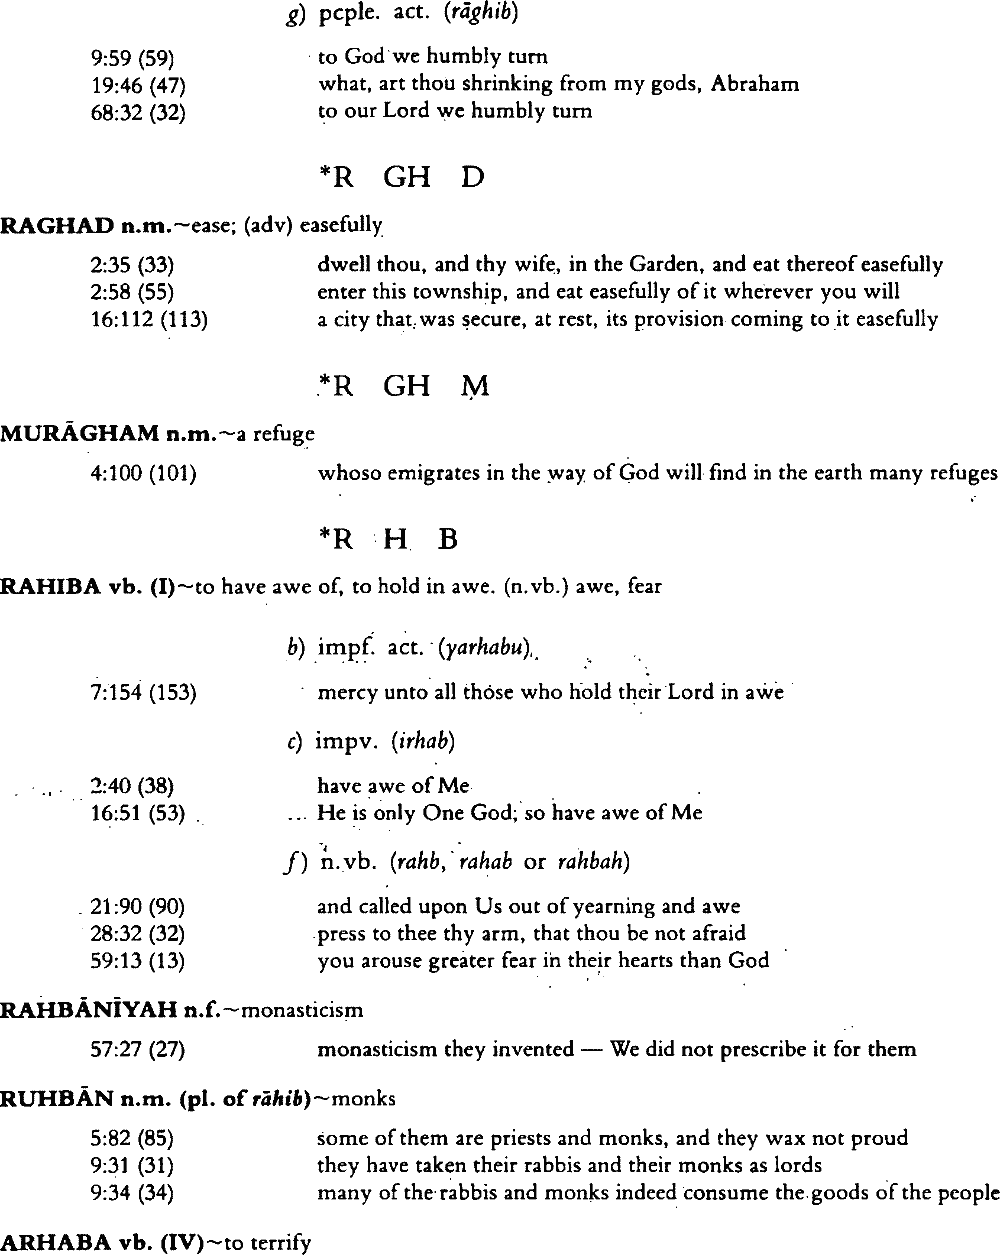 g) pcple. act. (rāghib)
9:59 (59) to God we humbly turn
19:46 (47) what, art thou shrinking from my gods, Abraham
68:32 (32) to our Lord we humbly turn
*R GH D
RAGHAD n.m.~ease; (adv) easefully
2:35 (33) dwell thou, and thy wife, in the Garden, and eat thereof easefully
2:58 (55) enter this township, and eat easefully of it wherever you will
16:112 (113) a city that was secure, at rest, its provision coming to it easefully
*R GH M
MURĀGHAM n.m.~a refuge
4:100 (101) whoso emigrates in the way of God will find in the earth many refuges
*R H B
RAHIBA vb. (I)~to have awe of, to hold in awe. (n.vb.) awe, fear
b) impf. act. (yarhabu)
7:154 (153) mercy unto all those who hold their Lord in awe
c) impv. (irhab)
2:40 (38) have awe of Me
16:51 (53) ... He is only One God; so have awe of Me
f) n.vb. (rahb, rahab or rahbah)
21:90 (90) and called upon Us out of yearning and awe
28:32 (32) press to thee thy arm, that thou be not afraid
59:13 (13) you arouse greater fear in their hearts than God
RAHBĀNĪYAH n.f.~monasticism
57:27 (27) monasticism they invented — We did not prescribe it for them
RUHBĀN n.m. (pl. of rāhib)~monks
5:82 (85) some of them are priests and monks, and they wax not proud
9:31 (31) they have taken their rabbis and their monks as lords
9:34 (34) many of the rabbis and monks indeed consume the goods of the people
ARHABA vb. (IV)~to terrify